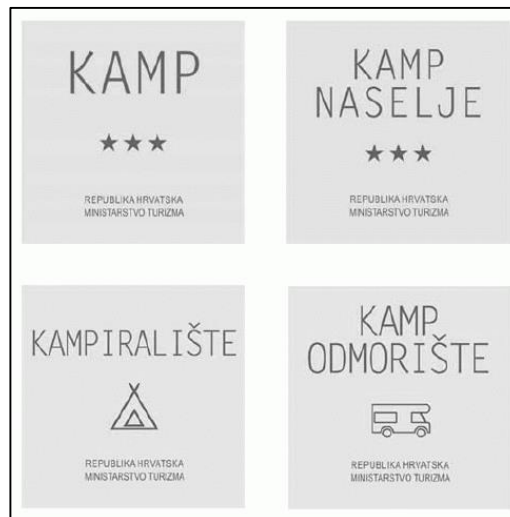 KAMP
★★★
REPUBLIKA HRVATSKA
MINISTARSTVO TURIZMA
KAMP
NASELJE
★★★
REPUBLIKA HRVATSKA
MINISTARSTVO TURIZMA
KAMPIRALIŠTE
REPUBLIKA HRVATSKA
MINISTARSTVO TURIZMA
KAMP
ODMORIŠTE
REPUBLIKA HRVATSKA
MINISTARSTVO TURIZMA